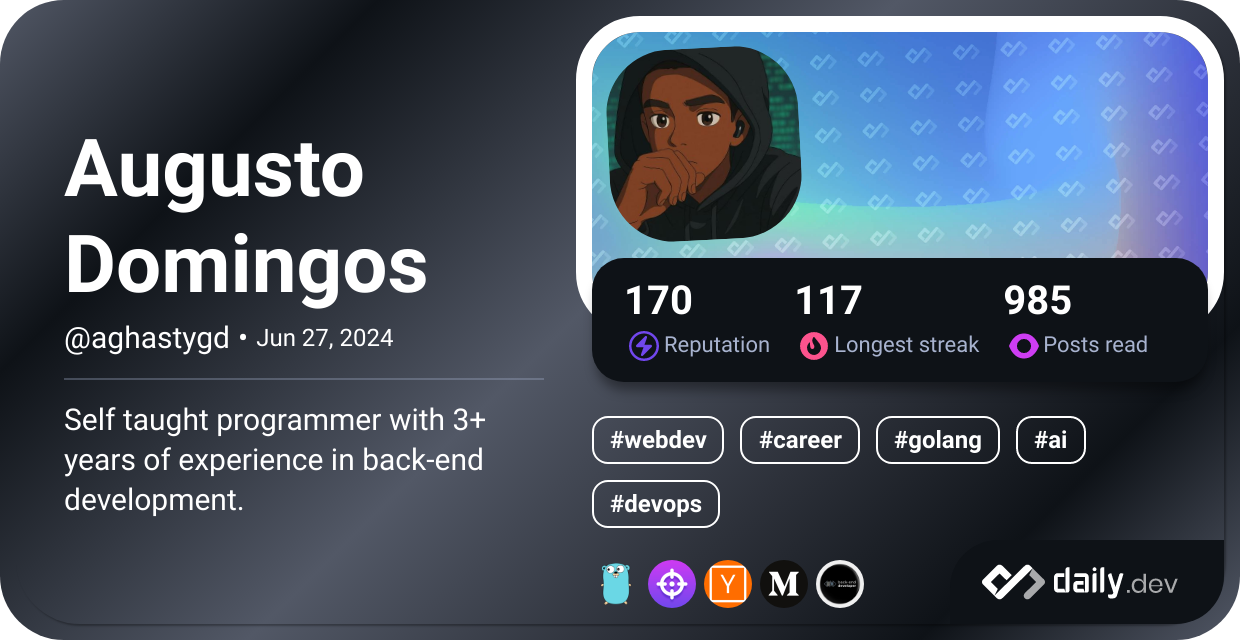 Augusto
Domingos
@aghastygd • Jun 27, 2024
Self taught programmer with 3+
years of experience in back-end
development.
170 117 985
Reputation Longest streak Posts read
#webdev #career #golang #ai
#devops
Y M
daily.dev